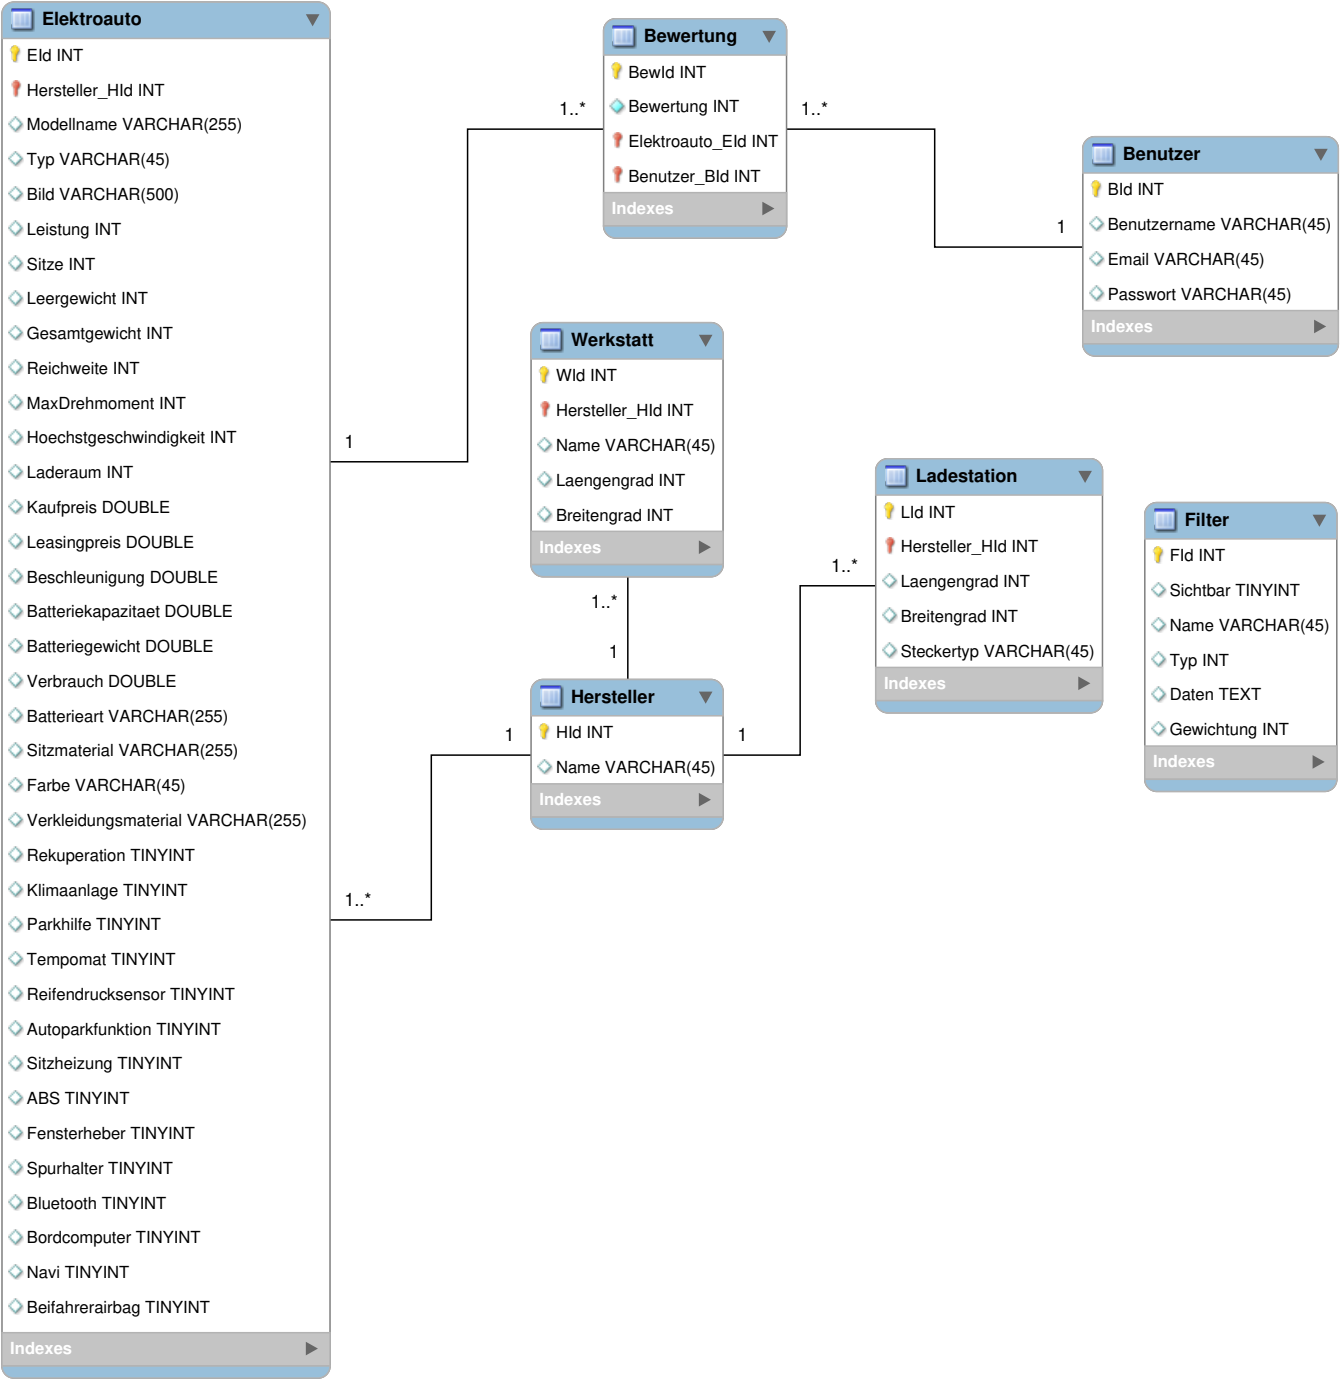 Elektroauto
EId INT
Hersteller_HId INT
Modellname VARCHAR(255)
Typ VARCHAR(45)
Bild VARCHAR(500)
Leistung INT
Sitze INT
Leergewicht INT
Gesamtgewicht INT
Reichweite INT
MaxDrehmoment INT
Hoechstgeschwindigkeit INT
Laderaum INT
Kaufpreis DOUBLE
Leasingpreis DOUBLE
Beschleunigung DOUBLE
Batteriekapazitaet DOUBLE
Batteriegewicht DOUBLE
Verbrauch DOUBLE
Batterieart VARCHAR(255)
Sitzmaterial VARCHAR(255)
Farbe VARCHAR(45)
Verkleidungsmaterial VARCHAR(255)
Rekuperation TINYINT
Klimaanlage TINYINT
Parkhilfe TINYINT
Tempomat TINYINT
Reifendrucksensor TINYINT
Autoparkfunktion TINYINT
Sitzheizung TINYINT
ABS TINYINT
Fensterheber TINYINT
Spurhalter TINYINT
Bluetooth TINYINT
Bordcomputer TINYINT
Navi TINYINT
Beifahrerairbag TINYINT
Indexes
1
1..*
1..*
1
Bewertung
BewId INT
Bewertung INT
Elektroauto_EId INT
Benutzer_BId INT
Indexes
1..*
1
Benutzer
BId INT
Benutzername VARCHAR(45)
Email VARCHAR(45)
Passwort VARCHAR(45)
Indexes
Werkstatt
WId INT
Hersteller_HId INT
Name VARCHAR(45)
Laengengrad INT
Breitengrad INT
Indexes
1..*
1
Hersteller
HId INT
Name VARCHAR(45)
Indexes
1
1..*
Ladestation
LId INT
Hersteller_HId INT
Laengengrad INT
Breitengrad INT
Steckertyp VARCHAR(45)
Indexes
Filter
FId INT
Sichtbar TINYINT
Name VARCHAR(45)
Typ INT
Daten TEXT
Gewichtung INT
Indexes